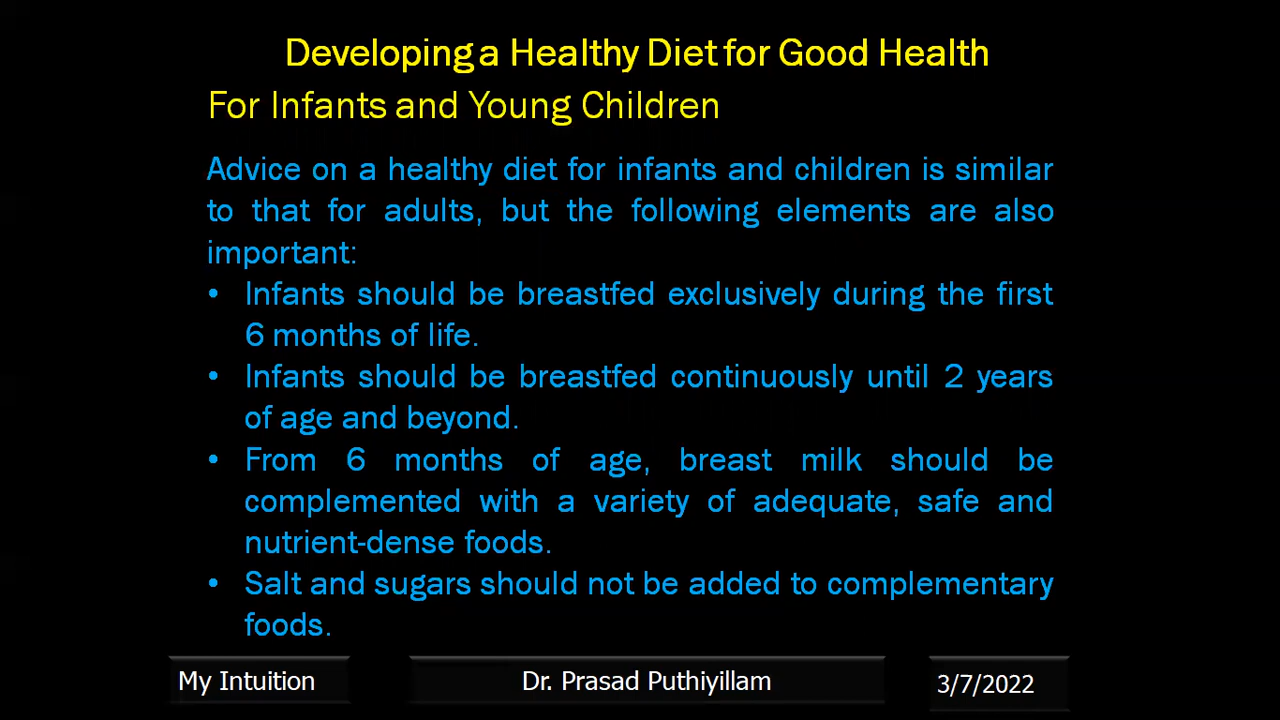 Developing a Healthy Diet for Good Health
For Infants and Young Children
Advice on a healthy diet for infants and children is similar
to that for adults, but the following elements are also
important:
• Infants should be breastfed exclusively during the first
6 months of life.
• Infants should be breastfed continuously until 2 years
of age and beyond.
• From 6 months of age, breast milk should be
complemented with a variety of adequate, safe and
nutrient-dense foods.
• Salt and sugars should not be added to complementary
foods.
My Intuition
Dr. Prasad Puthiyillam
3/7/2022